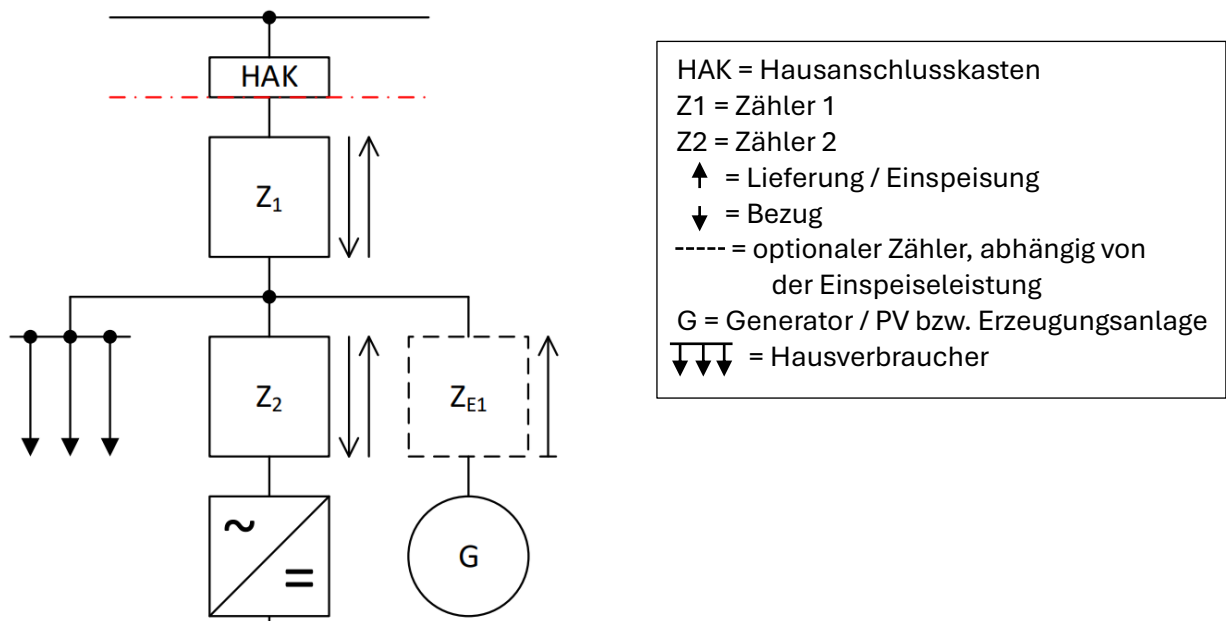 HAK
Z1
Z2
ZE1
~
=
G
HAK = Hausanschlusskasten
Z1 = Zähler 1
Z2 = Zähler 2
= Lieferung / Einspeisung
= Bezug
----- = optionaler Zähler, abhängig von
der Einspeiseleistung
G = Generator / PV bzw. Erzeugungsanlage
= Hausverbraucher